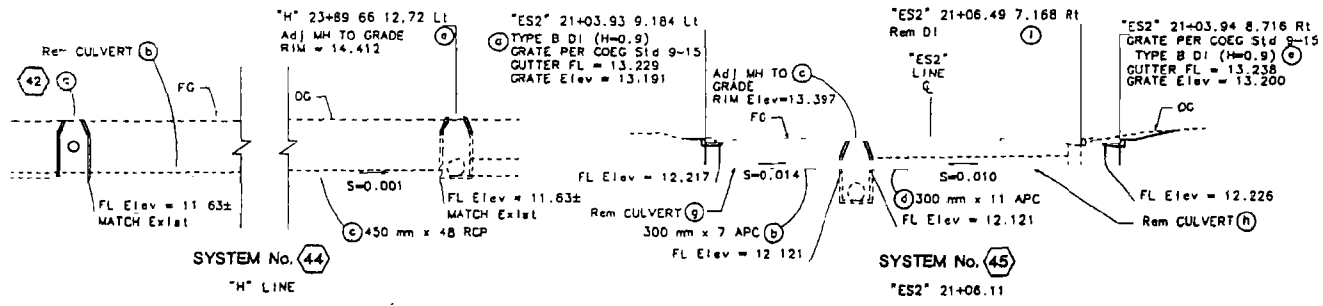 "H" 23+89 66 12.72 Lt
Adj MH TO GRADE
RIM = 14.412
a
Rem CULVERT b
42
c
FG
OG
S=0.001
FL Elev = 11 63±
MATCH Exist
FL Elev = 11.63±
MATCH Exist
c 450 mm x 48 RCP
SYSTEM No. 44
"H" LINE
"ES2" 21+03.93 9.184 Lt
a TYPE B DI (H=0.9)
GRATE PER COEG Std 9-15
GUTTER FL = 13.229
GRATE Elev = 13.191
Adj MH TO c
GRADE
RIM Elev=13.397
FG
"ES2" 21+06.49 7.168 Rt
Rem DI
i
"ES2"
LINE
"ES2" 21+03.94 8.716 Rt
GRATE PER COEG Std 9-15
TYPE B DI (H=0.9) e
GUTTER FL = 13.238
GRATE Elev = 13.200
OG
FL Elev = 12.217
S=0.014
S=0.010
FL Elev = 12.226
Rem CULVERT g
300 mm x 7 APC b
FL Elev = 12 121
d 300 mm x 11 APC
FL Elev = 12.121
Rem CULVERT h
SYSTEM No. 45
"ES2" 21+06.11